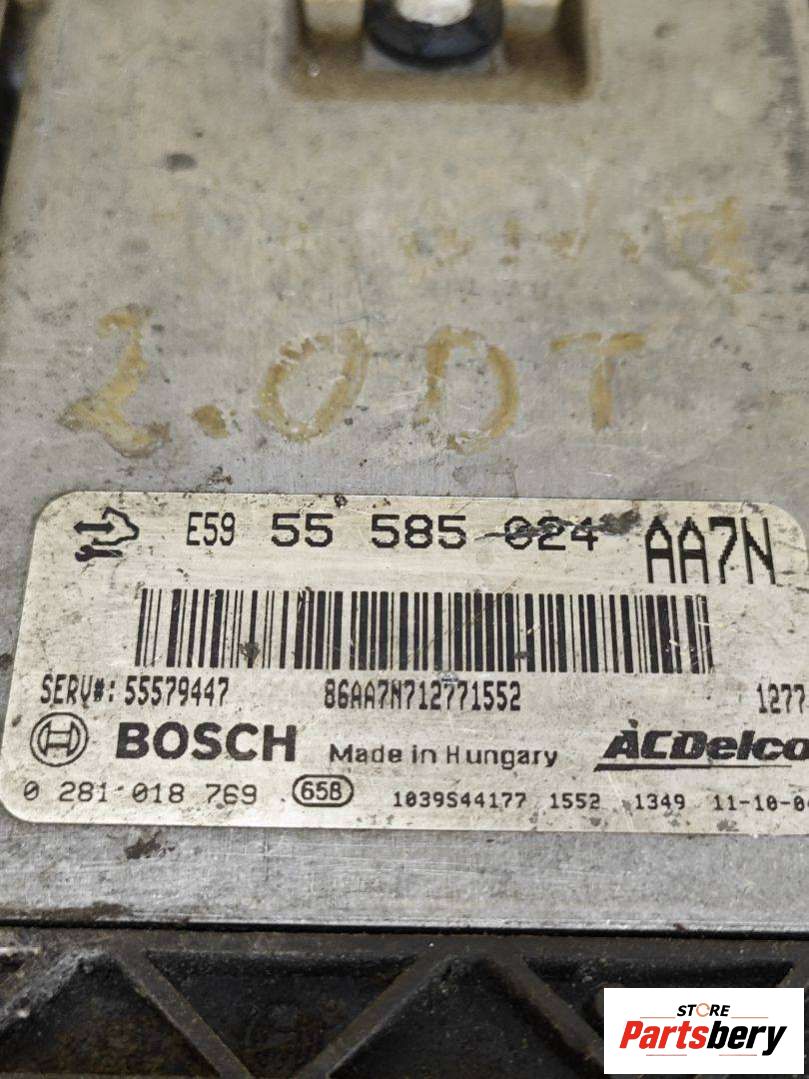 2.0DT
E59 55 585 024 AA7N
SERV#: 55579447 86AA7N712771552 1277
BOSCH Made in Hungary ACDelco
0 281 018 769 65B 1039S44177 1552 1349 11-10-0
STORE
Partsbery